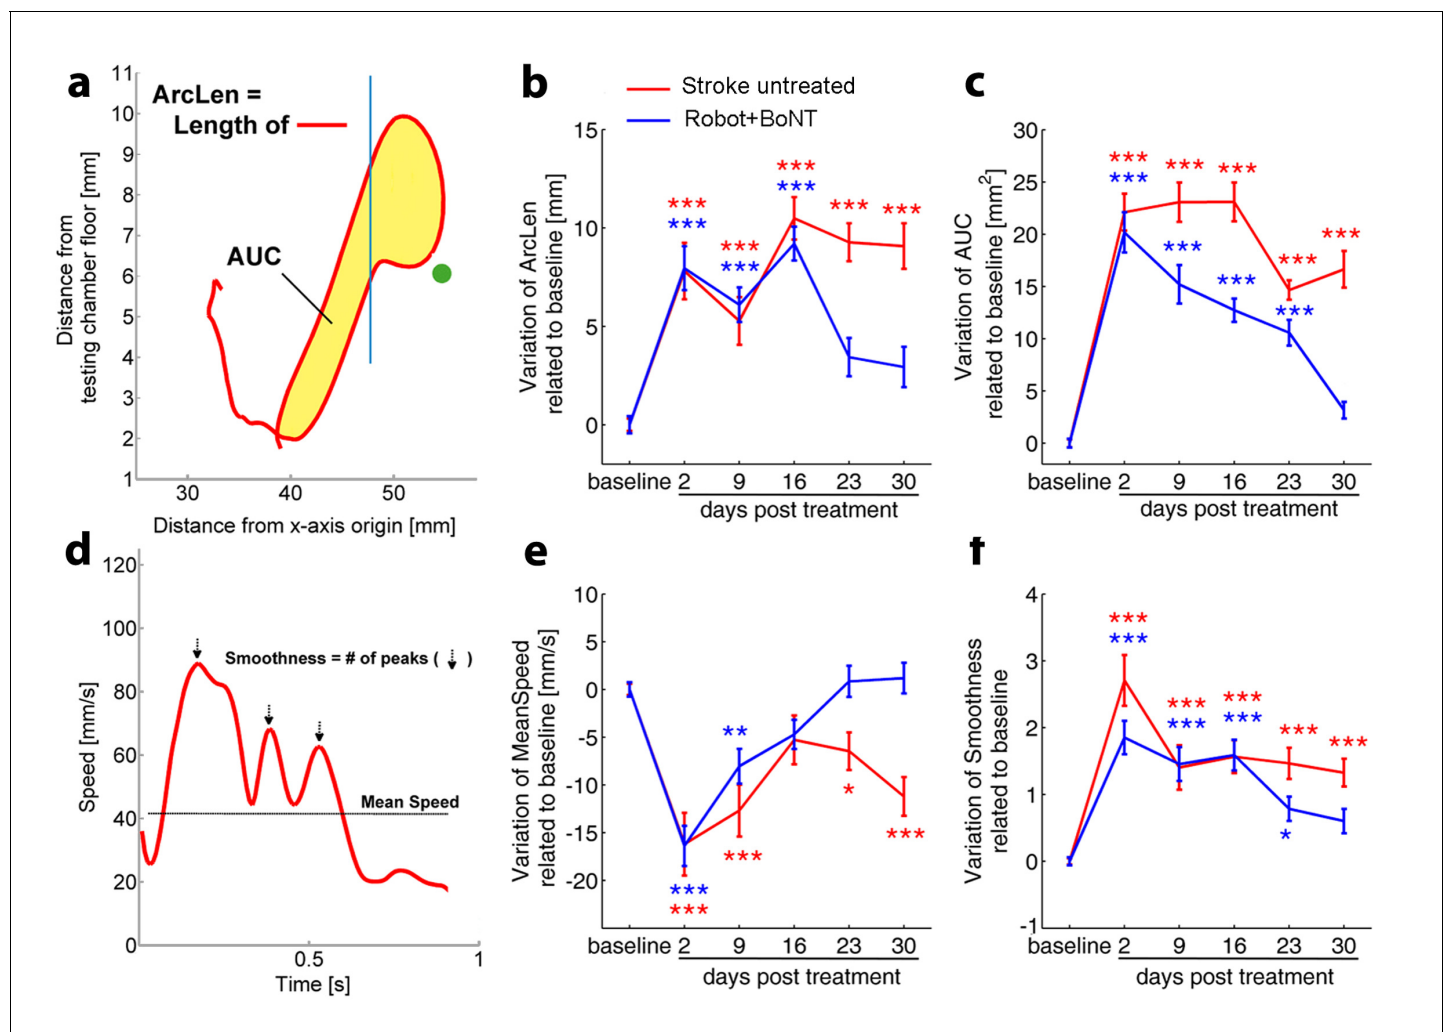 a
11
10
9
8
7
6
5
4
3
2
1
30
40
50
Distance from
testing chamber floor [mm]
Distance from x-axis origin [mm]
ArcLen =
Length of
AUC
b
Stroke untreated
Robot+BoNT
15
10
5
0
Variation of ArcLen
related to baseline [mm]
***
***
***
***
***
***
***
***
baseline 2 9 16 23 30
days post treatment
c
30
25
20
15
10
5
0
Variation of AUC
related to baseline [mm²]
***
***
***
***
***
***
***
***
***
baseline 2 9 16 23 30
days post treatment
d
120
100
80
60
40
20
0
0.5
1
Speed [mm/s]
Time [s]
Smoothness = # of peaks ( )
Mean Speed
e
10
5
0
-5
-10
-15
-20
Variation of MeanSpeed
related to baseline [mm/s]
**
*
***
***
***
***
baseline 2 9 16 23 30
days post treatment
f
4
3
2
1
0
-1
Variation of Smoothness
related to baseline
***
***
***
***
***
***
***
***
*
baseline 2 9 16 23 30
days post treatment